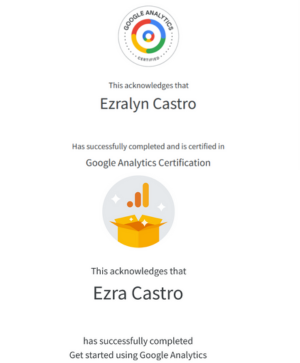 GOOGLE ANALYTICS
CERTIFIED
This acknowledges that
Ezralyn Castro
Has successfully completed and is certified in
Google Analytics Certification
This acknowledges that
Ezra Castro
has successfully completed
Get started using Google Analytics